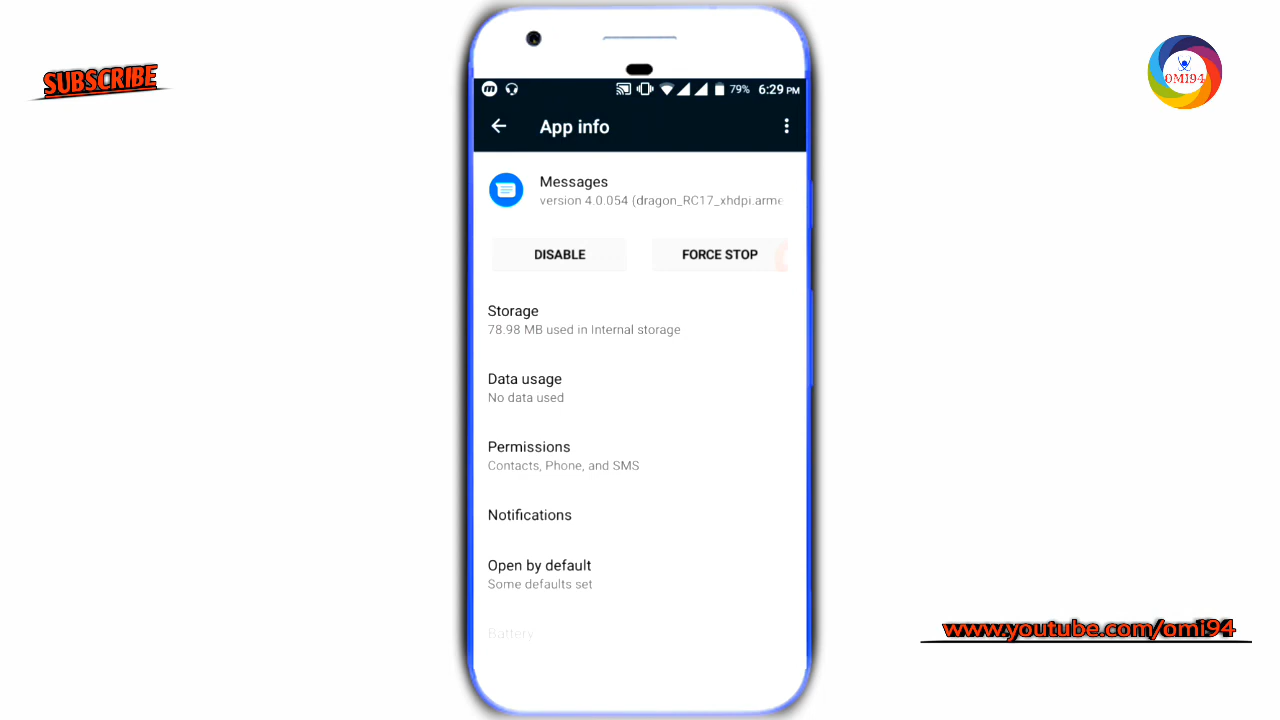 SUBSCRIBE
OMI94
79% 6:29 PM
App info
Messages
version 4.0.054 (dragon_RC17_xhdpi.arme
DISABLE
FORCE STOP
Storage
78.98 MB used in Internal storage
Data usage
No data used
Permissions
Contacts, Phone, and SMS
Notifications
Open by default
Some defaults set
Battery
www.youtube.com/omi94